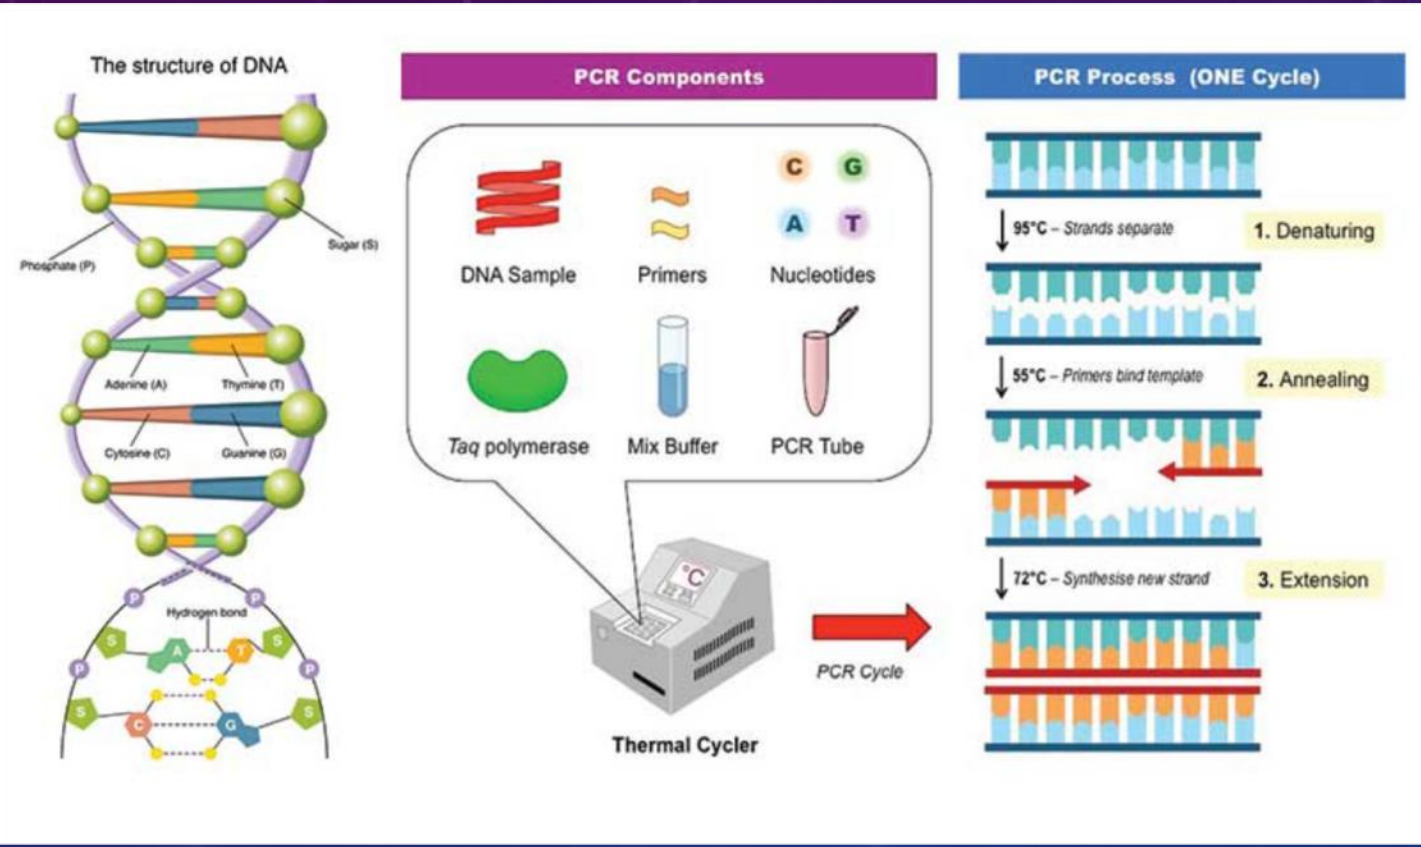 The structure of DNA
Sugar (S)
Phosphate (P)
Adenine (A)
Thymine (T)
Cytosine (C)
Guanine (G)
P
P
Hydrogen bond
S
A
T
S
P
P
S
C
G
S
PCR Components
DNA Sample
Primers
C
G
A
T
Nucleotides
Taq polymerase
Mix Buffer
PCR Tube
°C
Thermal Cycler
PCR Cycle
PCR Process (ONE Cycle)
95°C – Strands separate
1. Denaturing
55°C – Primers bind template
2. Annealing
72°C – Synthesise new strand
3. Extension